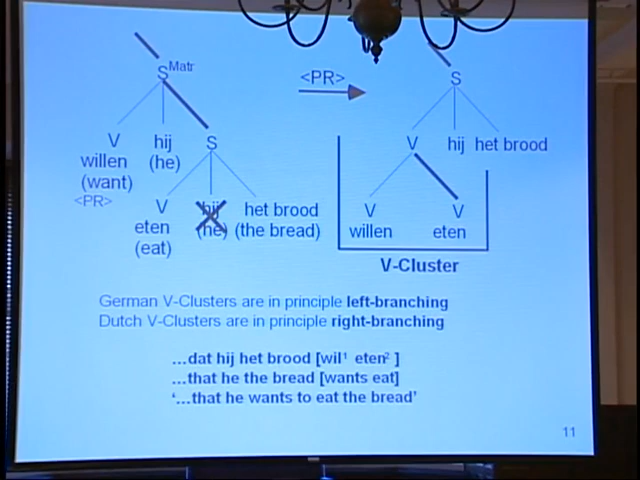 S^Matr
V hij S
willen (he)
(want)
<PR>
V hij het brood
eten (he) (the bread)
(eat)
<PR>
S
V hij het brood
V V
willen eten
V-Cluster
German V-Clusters are in principle left-branching
Dutch V-Clusters are in principle right-branching
…dat hij het brood [wil¹ eten² ]
…that he the bread [wants eat]
‘…that he wants to eat the bread’
11